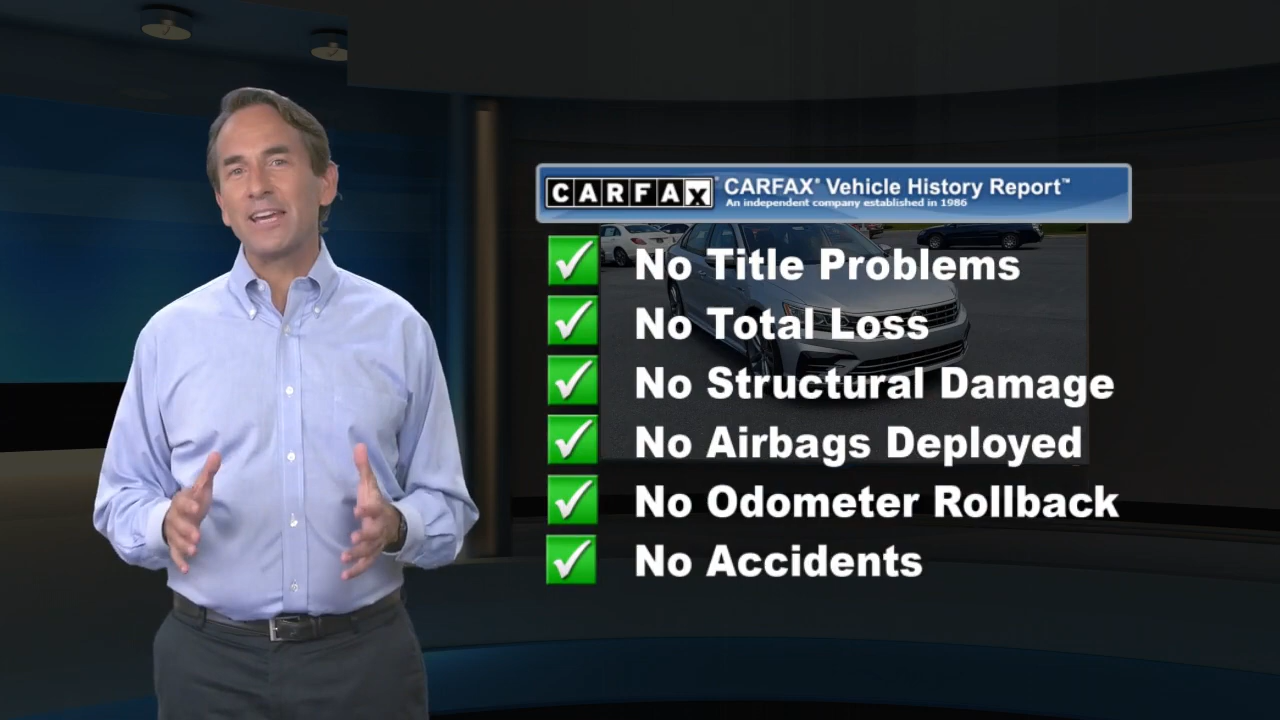 CARFAX® CARFAX® Vehicle History Report™
An independent company established in 1986
No Title Problems
No Total Loss
No Structural Damage
No Airbags Deployed
No Odometer Rollback
No Accidents